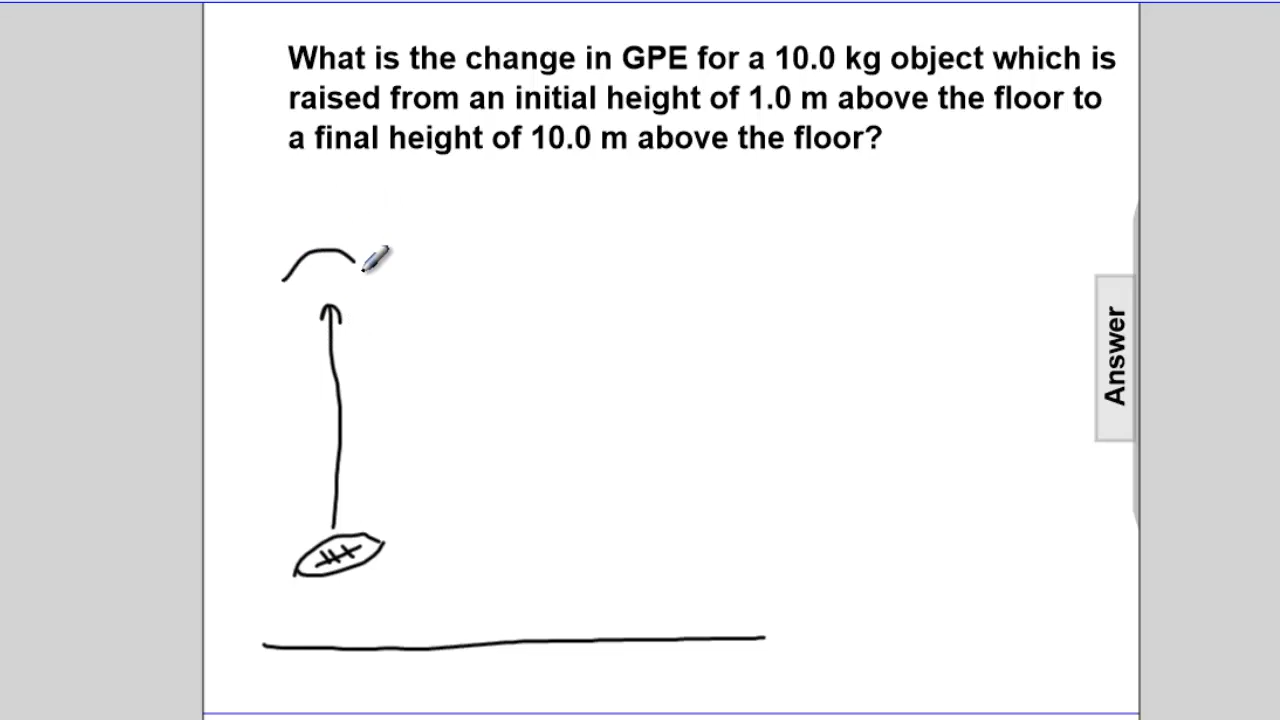 What is the change in GPE for a 10.0 kg object which is
raised from an initial height of 1.0 m above the floor to
a final height of 10.0 m above the floor?
Answer